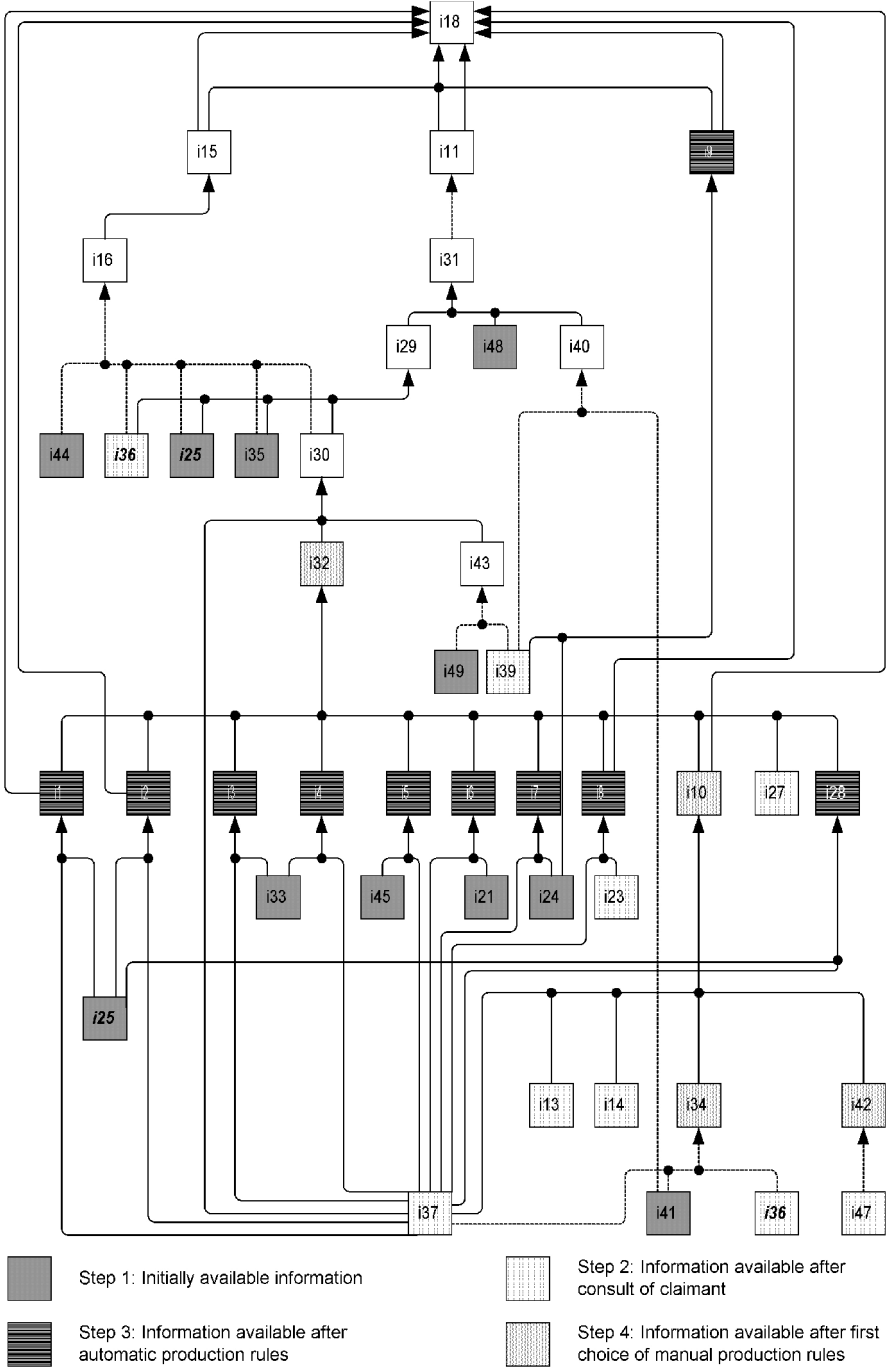 i18
i15
i11
i9
i16
i31
i29
i48
i40
i44
i36
i25
i35
i30
i32
i43
i49
i39
i1
i2
i3
i4
i5
i6
i7
i8
i10
i27
i28
i33
i45
i21
i24
i23
i25
i13
i14
i34
i42
i37
i41
i36
i47
Step 1: Initially available information
Step 2: Information available after
consult of claimant
Step 3: Information available after
automatic production rules
Step 4: Information available after first
choice of manual production rules